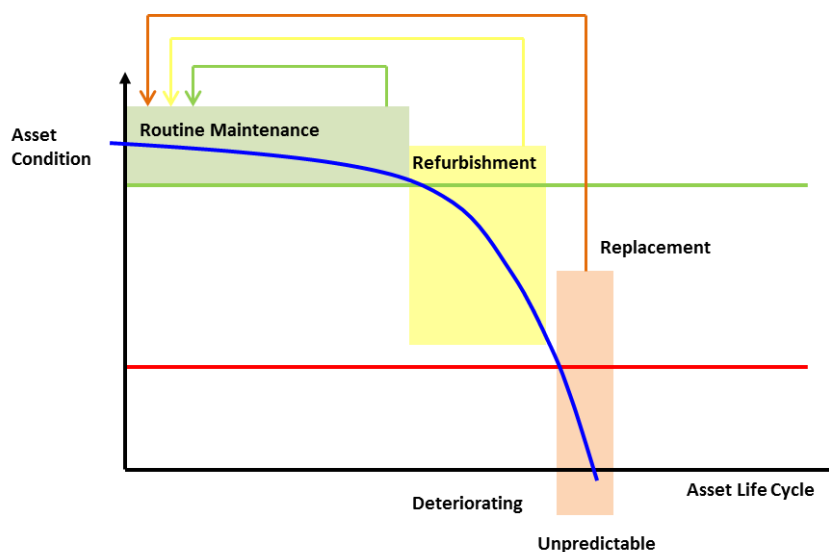 Asset
Condition
Routine Maintenance
Refurbishment
Replacement
Asset Life Cycle
Deteriorating
Unpredictable